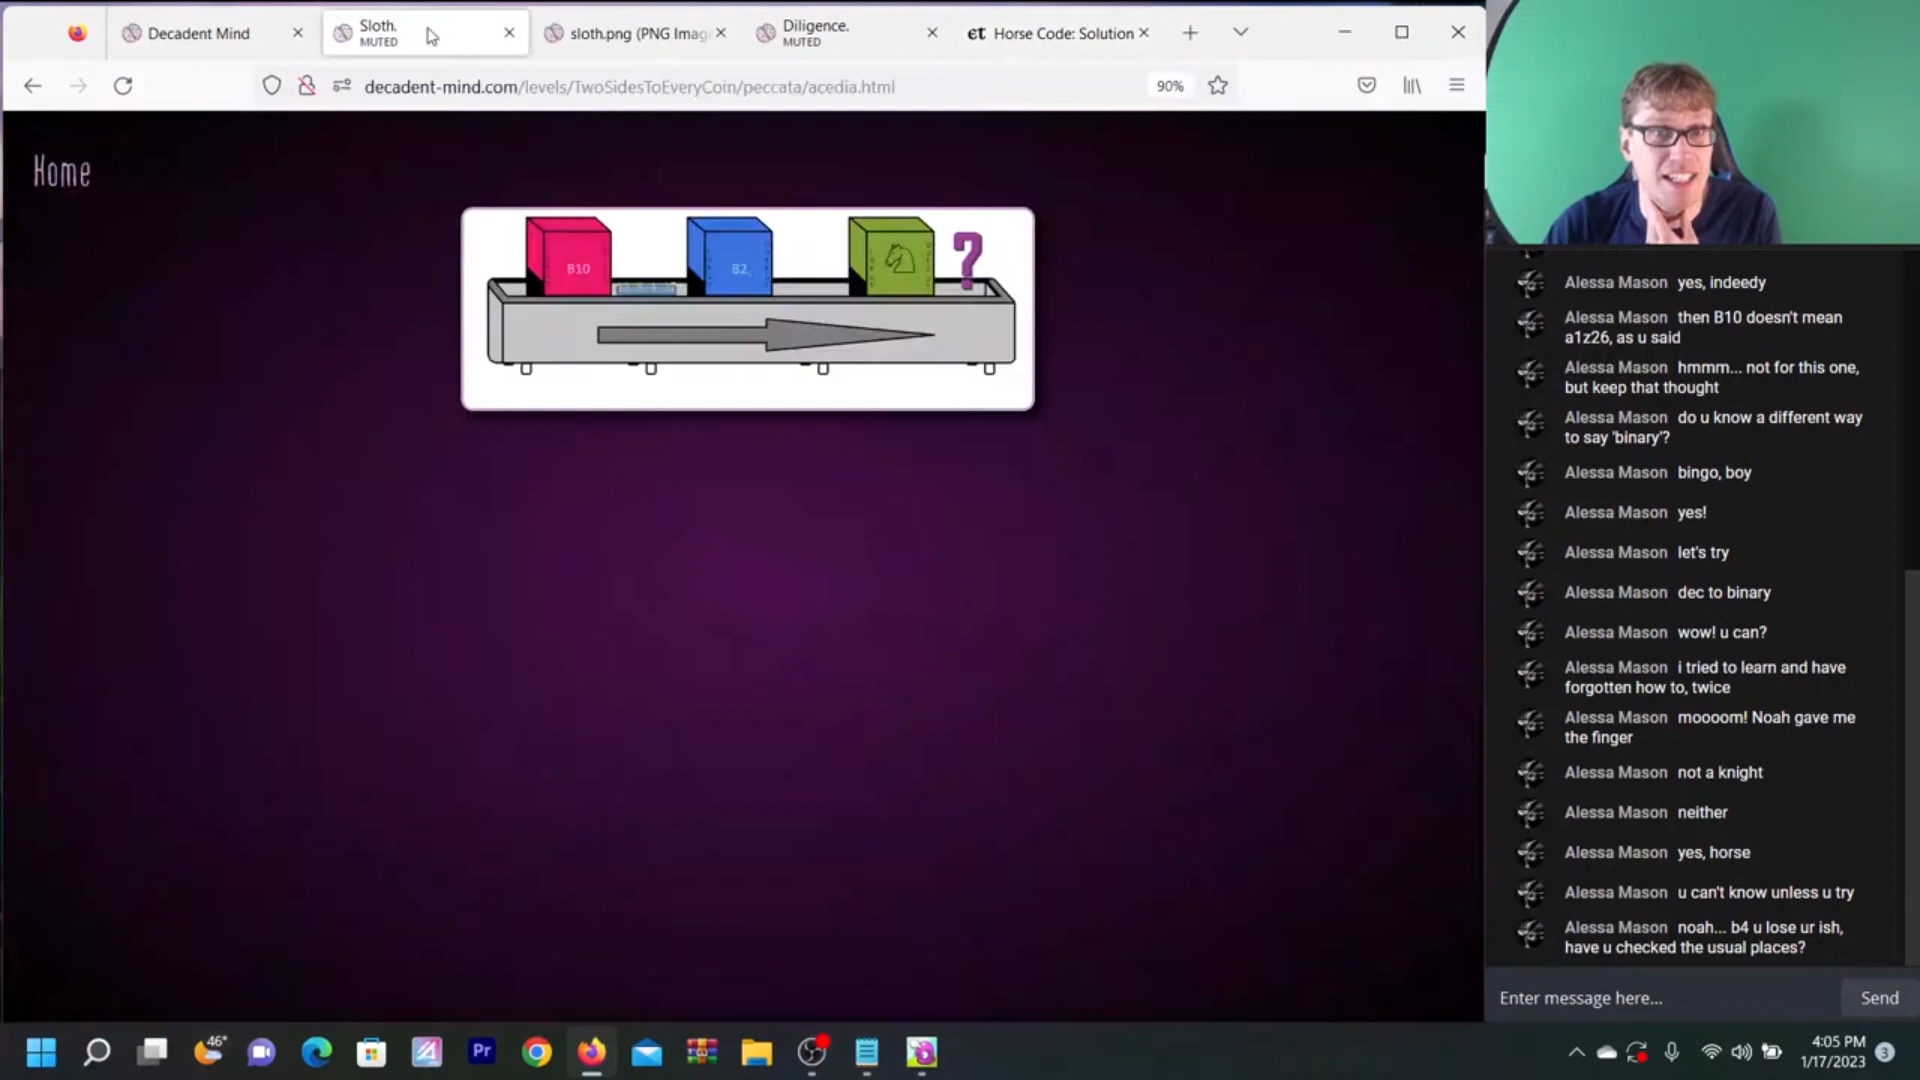 Decadent Mind
Sloth.
MUTED
sloth.png (PNG Imag
Diligence.
MUTED
et Horse Code: Solution
decadent-mind.com/levels/TwoSidesToEveryCoin/peccata/acedia.html
90%
Home
B10
B2
?
Alessa Mason yes, indeedy
Alessa Mason then B10 doesn't mean
a1z26, as u said
Alessa Mason hmmm... not for this one,
but keep that thought
Alessa Mason do u know a different way
to say 'binary'?
Alessa Mason bingo, boy
Alessa Mason yes!
Alessa Mason let's try
Alessa Mason dec to binary
Alessa Mason wow! u can?
Alessa Mason i tried to learn and have
forgotten how to, twice
Alessa Mason moooom! Noah gave me
the finger
Alessa Mason not a knight
Alessa Mason neither
Alessa Mason yes, horse
Alessa Mason u can't know unless u try
Alessa Mason noah... b4 u lose ur ish,
have u checked the usual places?
Enter message here...
Send
46°
Pr
4:05 PM
1/17/2023
3